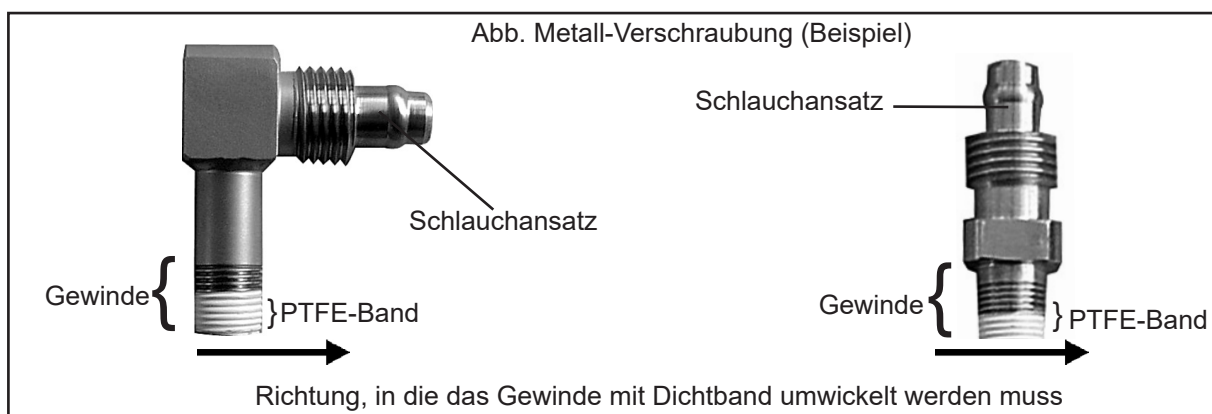 Abb. Metall-Verschraubung (Beispiel)
Schlauchansatz
Schlauchansatz
Gewinde
PTFE-Band
Gewinde
PTFE-Band
Richtung, in die das Gewinde mit Dichtband umwickelt werden muss